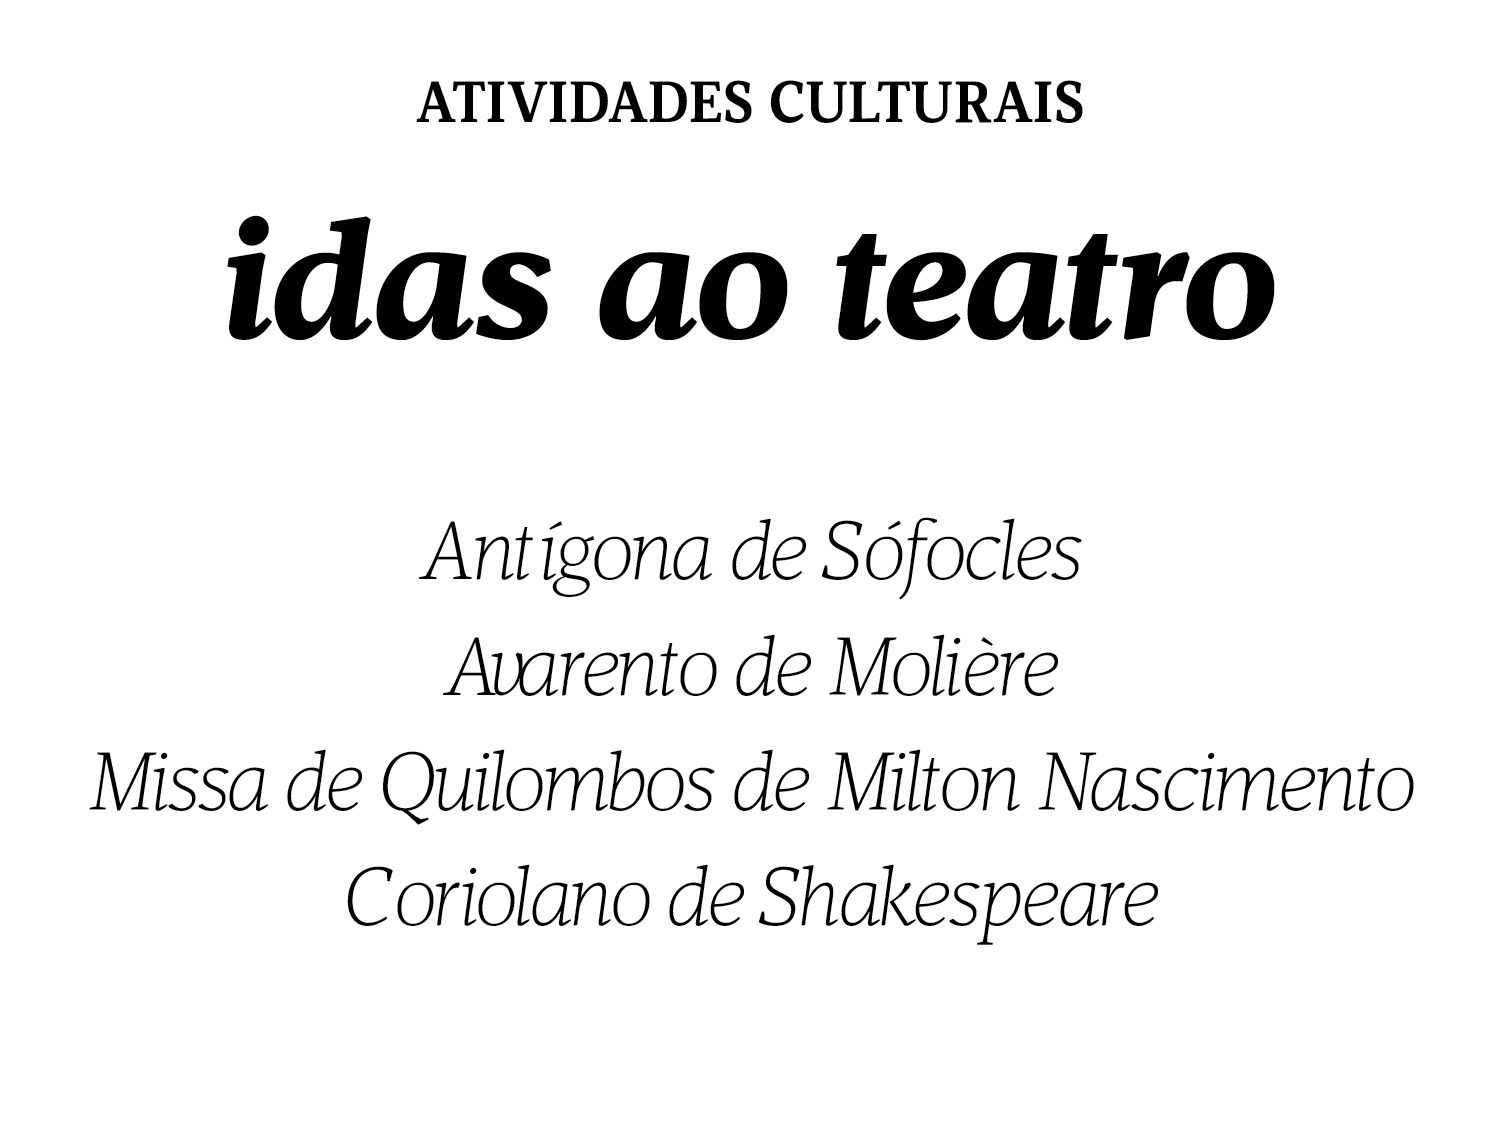 ATIVIDADES CULTURAIS
idas ao teatro
Antígona de Sófocles
Avarento de Molière
Missa de Quilombos de Milton Nascimento
Coriolano de Shakespeare